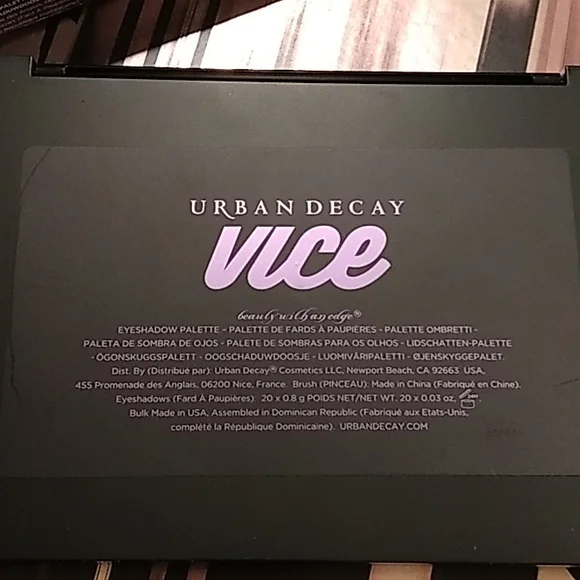 URBAN DECAY
VICE
beauty with an edge®
EYESHADOW PALETTE - PALETTE DE FARDS À PAUPIÈRES - PALETTE OMBRETTI -
PALETA DE SOMBRA DE OJOS - PALETE DE SOMBRAS PARA OS OLHOS - LIDSCHATTEN-PALETTE
- ÖGONSKUGGSPALETT - OOGSCHADUWDOOSJE - LUOMIVÄRIPALETTI - ØJENSKYGGEPALET.
Dist. By (Distribué par): Urban Decay® Cosmetics LLC, Newport Beach, CA 92663 USA,
455 Promenade des Anglais, 06200 Nice, France. Brush (PINCEAU): Made in China (Fabriqué en Chine).
Eyeshadows (Fard À Paupières): 20 x 0.8 g POIDS NET/NET WT. 20 x 0.03 oz,
Bulk Made in USA, Assembled in Dominican Republic (Fabriqué aux Etats-Unis,
complété la République Dominicaine). URBANDECAY.COM